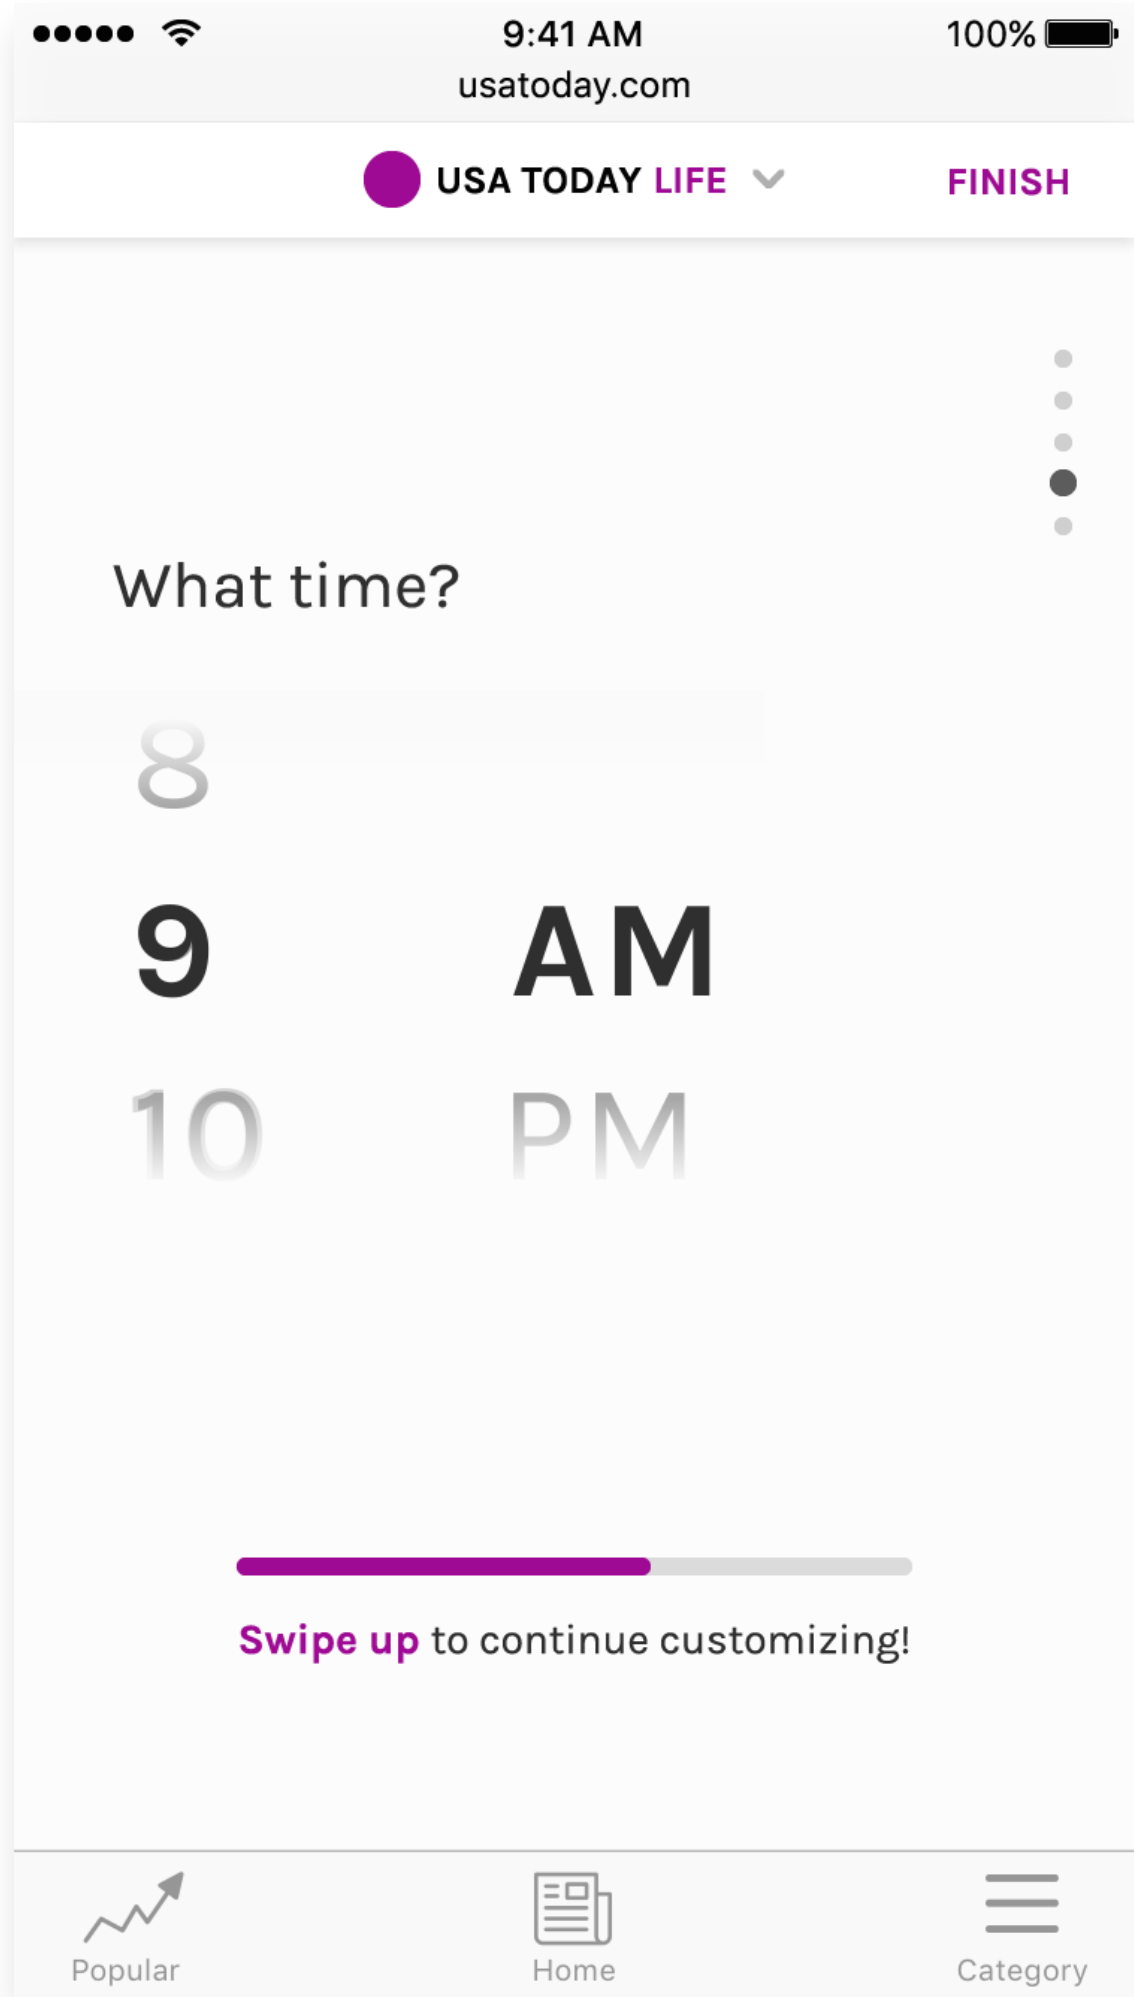 9:41 AM 100%
usatoday.com
USA TODAY LIFE FINISH
What time?
8
9 AM
10 PM
Swipe up to continue customizing!
Popular Home Category